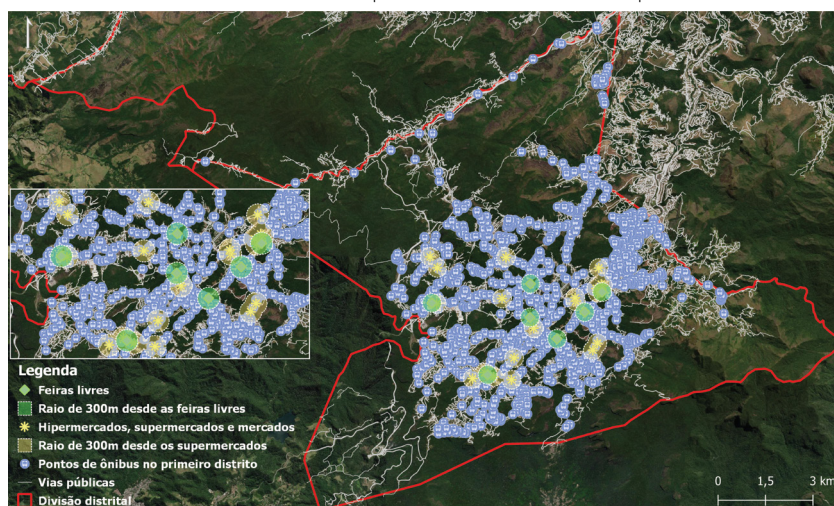 Legenda
Feiras livres
Raio de 300m desde as feiras livres
Hipermercados, supermercados e mercados
Raio de 300m desde os supermercados
Pontos de ônibus no primeiro distrito
Vias públicas
Divisão distrital
0 1,5 3 km